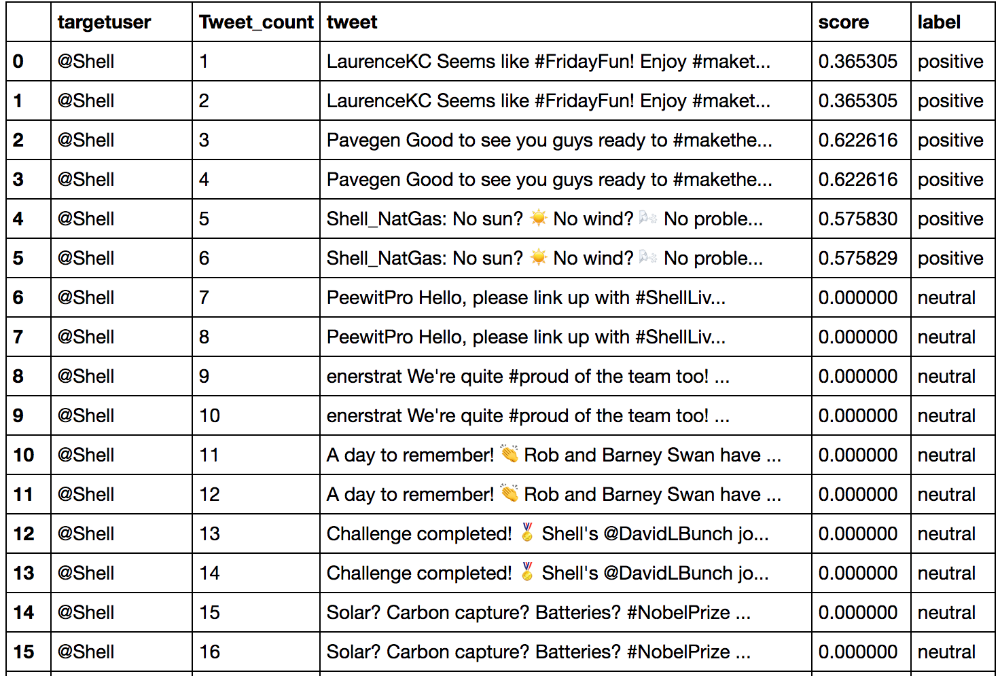 targetuser Tweet_count tweet score label
0 @Shell 1 LaurenceKC Seems like #FridayFun! Enjoy #maket... 0.365305 positive
1 @Shell 2 LaurenceKC Seems like #FridayFun! Enjoy #maket... 0.365305 positive
2 @Shell 3 Pavegen Good to see you guys ready to #makethe... 0.622616 positive
3 @Shell 4 Pavegen Good to see you guys ready to #makethe... 0.622616 positive
4 @Shell 5 Shell_NatGas: No sun? ☀️ No wind? 🌬️ No proble... 0.575830 positive
5 @Shell 6 Shell_NatGas: No sun? ☀️ No wind? 🌬️ No proble... 0.575829 positive
6 @Shell 7 PeewitPro Hello, please link up with #ShellLiv... 0.000000 neutral
7 @Shell 8 PeewitPro Hello, please link up with #ShellLiv... 0.000000 neutral
8 @Shell 9 enerstrat We're quite #proud of the team too! ... 0.000000 neutral
9 @Shell 10 enerstrat We're quite #proud of the team too! ... 0.000000 neutral
10 @Shell 11 A day to remember! 👏 Rob and Barney Swan have ... 0.000000 neutral
11 @Shell 12 A day to remember! 👏 Rob and Barney Swan have ... 0.000000 neutral
12 @Shell 13 Challenge completed! 🏅 Shell's @DavidLBunch jo... 0.000000 neutral
13 @Shell 14 Challenge completed! 🏅 Shell's @DavidLBunch jo... 0.000000 neutral
14 @Shell 15 Solar? Carbon capture? Batteries? #NobelPrize ... 0.000000 neutral
15 @Shell 16 Solar? Carbon capture? Batteries? #NobelPrize ... 0.000000 neutral